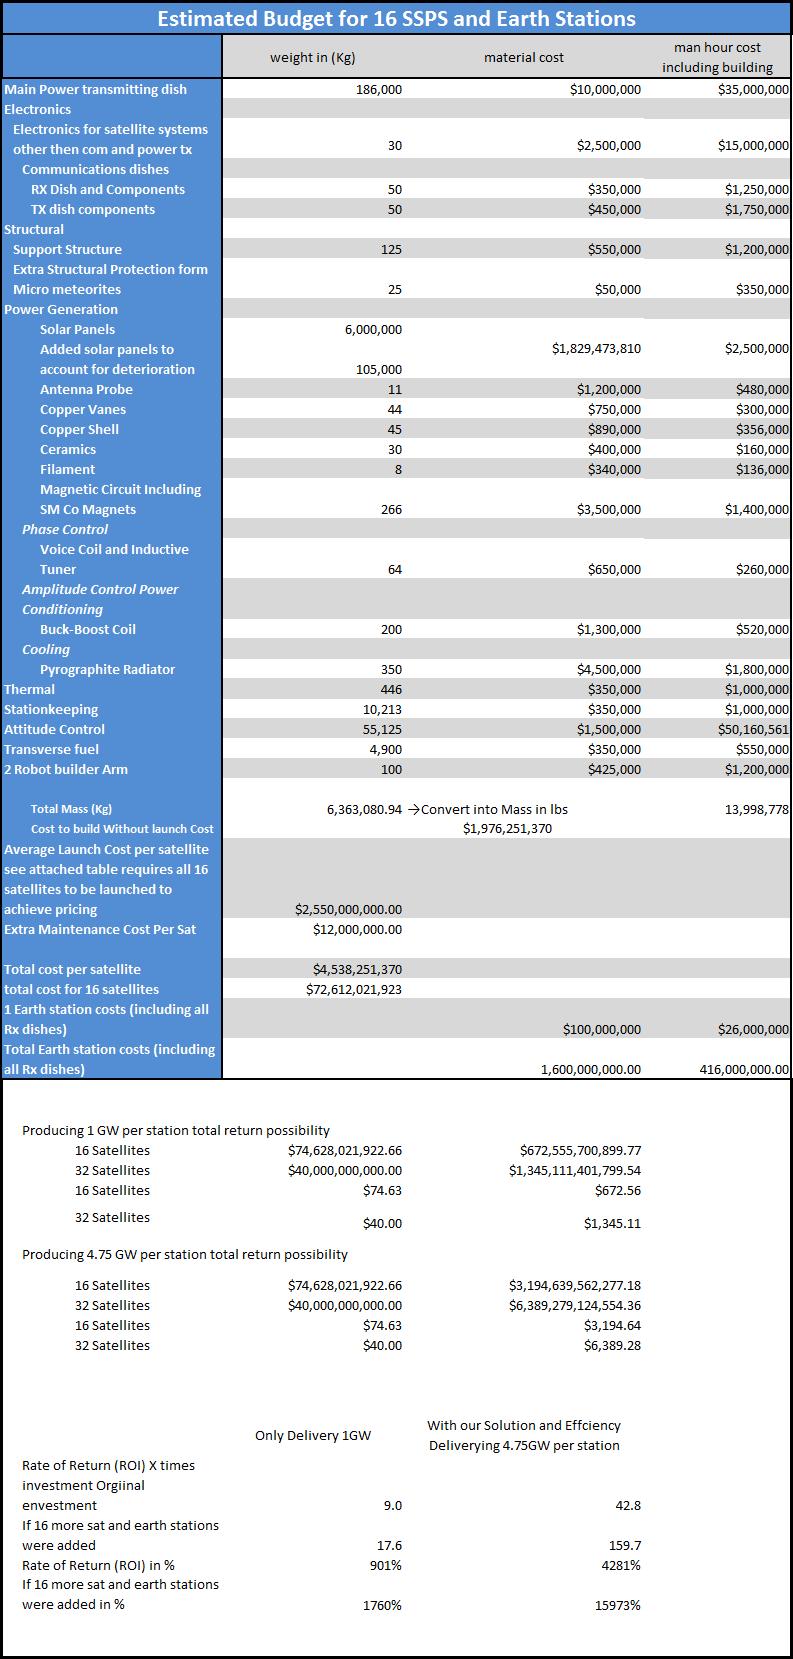 Estimated Budget for 16 SSPS and Earth Stations
weight in (Kg) material cost man hour cost
including building
Main Power transmitting dish 186,000 $10,000,000 $35,000,000
Electronics
Electronics for satellite systems
other then com and power tx 30 $2,500,000 $15,000,000
Communications dishes
RX Dish and Components 50 $350,000 $1,250,000
TX dish components 50 $450,000 $1,750,000
Structural
Support Structure 125 $550,000 $1,200,000
Extra Structural Protection form
Micro meteorites 25 $50,000 $350,000
Power Generation
Solar Panels 6,000,000
Added solar panels to $1,829,473,810 $2,500,000
account for deterioration 105,000
Antenna Probe 11 $1,200,000 $480,000
Copper Vanes 44 $750,000 $300,000
Copper Shell 45 $890,000 $356,000
Ceramics 30 $400,000 $160,000
Filament 8 $340,000 $136,000
Magnetic Circuit Including
SM Co Magnets 266 $3,500,000 $1,400,000
Phase Control
Voice Coil and Inductive
Tuner 64 $650,000 $260,000
Amplitude Control Power
Conditioning
Buck-Boost Coil 200 $1,300,000 $520,000
Cooling
Pyrographite Radiator 350 $4,500,000 $1,800,000
Thermal 446 $350,000 $1,000,000
Stationkeeping 10,213 $350,000 $1,000,000
Attitude Control 55,125 $1,500,000 $50,160,561
Transverse fuel 4,900 $350,000 $550,000
2 Robot builder Arm 100 $425,000 $1,200,000
Total Mass (Kg) 6,363,080.94 →Convert into Mass in lbs 13,998,778
Cost to build Without launch Cost $1,976,251,370
Average Launch Cost per satellite
see attached table requires all 16
satellites to be launched to
achieve pricing $2,550,000,000.00
Extra Maintenance Cost Per Sat $12,000,000.00
Total cost per satellite $4,538,251,370
total cost for 16 satellites $72,612,021,923
1 Earth station costs (including all
Rx dishes) $100,000,000 $26,000,000
Total Earth station costs (including
all Rx dishes) 1,600,000,000.00 416,000,000.00
Producing 1 GW per station total return possibility
16 Satellites $74,628,021,922.66 $672,555,700,899.77
32 Satellites $40,000,000,000.00 $1,345,111,401,799.54
16 Satellites $74.63 $672.56
32 Satellites $40.00 $1,345.11
Producing 4.75 GW per station total return possibility
16 Satellites $74,628,021,922.66 $3,194,639,562,277.18
32 Satellites $40,000,000,000.00 $6,389,279,124,554.36
16 Satellites $74.63 $3,194.64
32 Satellites $40.00 $6,389.28
Only Delivery 1GW With our Solution and Effciency
Deliverying 4.75GW per station
Rate of Return (ROI) X times
investment Orgiinal
envestment 9.0 42.8
If 16 more sat and earth stations
were added 17.6 159.7
Rate of Return (ROI) in % 901% 4281%
If 16 more sat and earth stations
were added in % 1760% 15973%